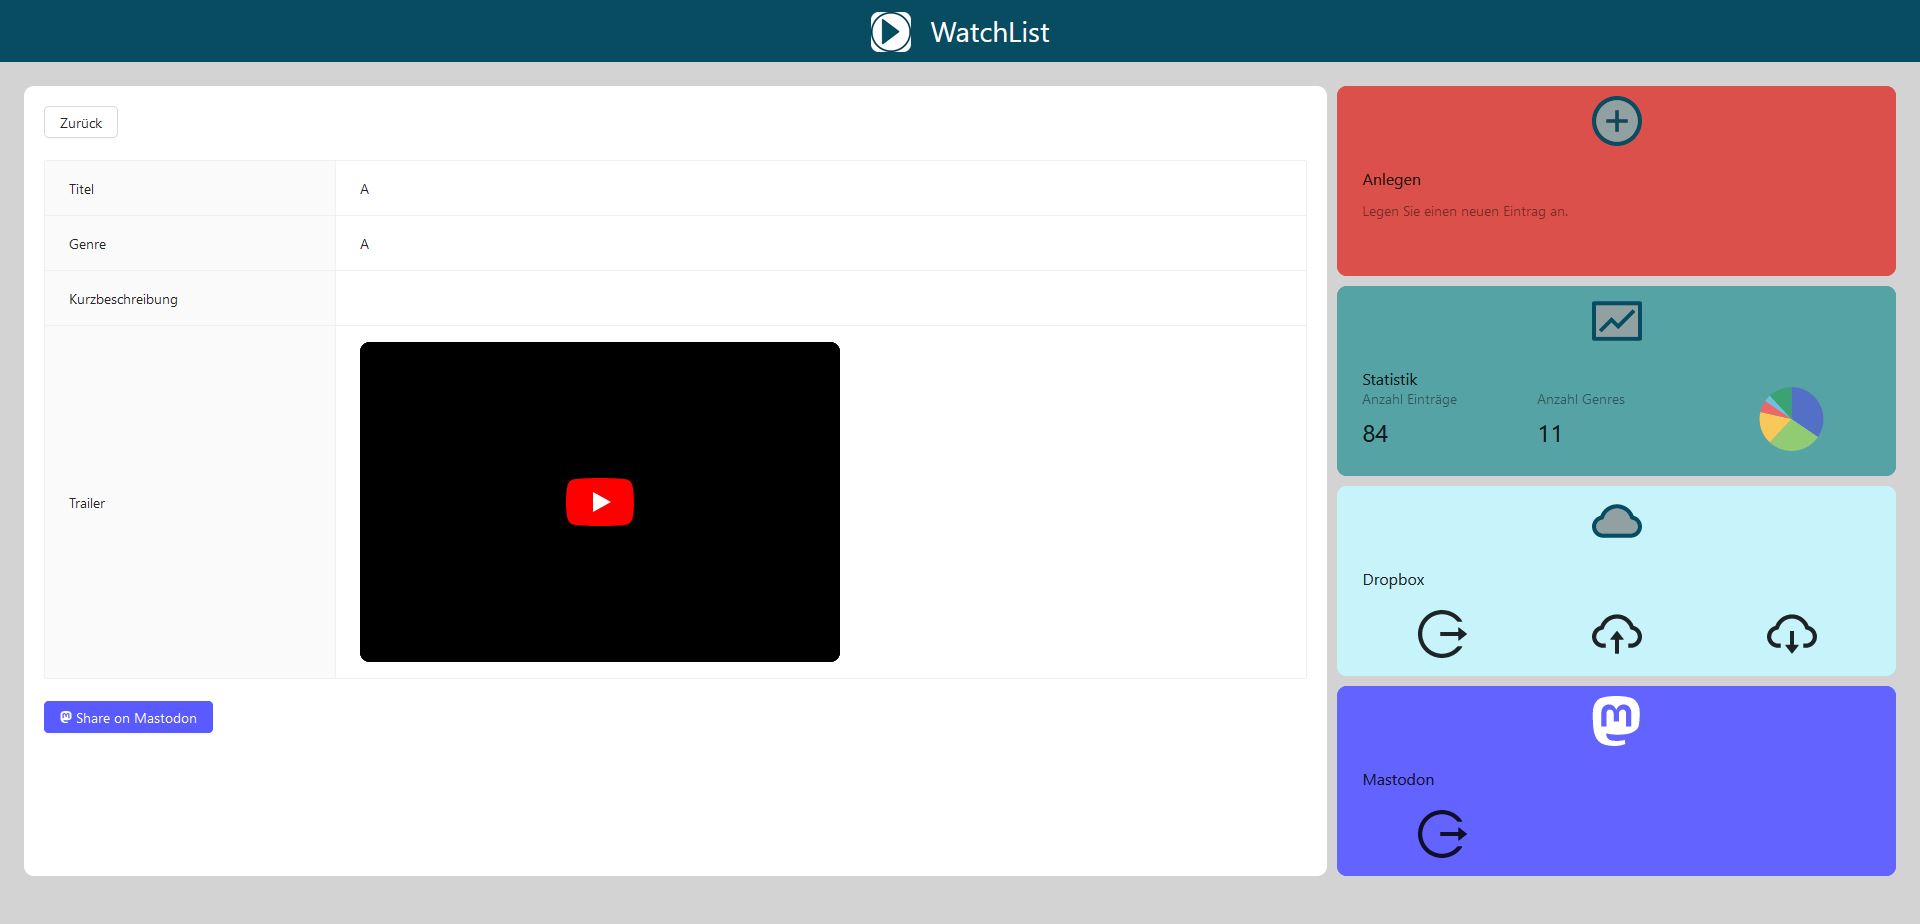 WatchList
Zurück
Titel
A
Genre
A
Kurzbeschreibung
Trailer
Share on Mastodon
Anlegen
Legen Sie einen neuen Eintrag an.
Statistik
Anzahl Einträge
Anzahl Genres
84
11
Dropbox
Mastodon